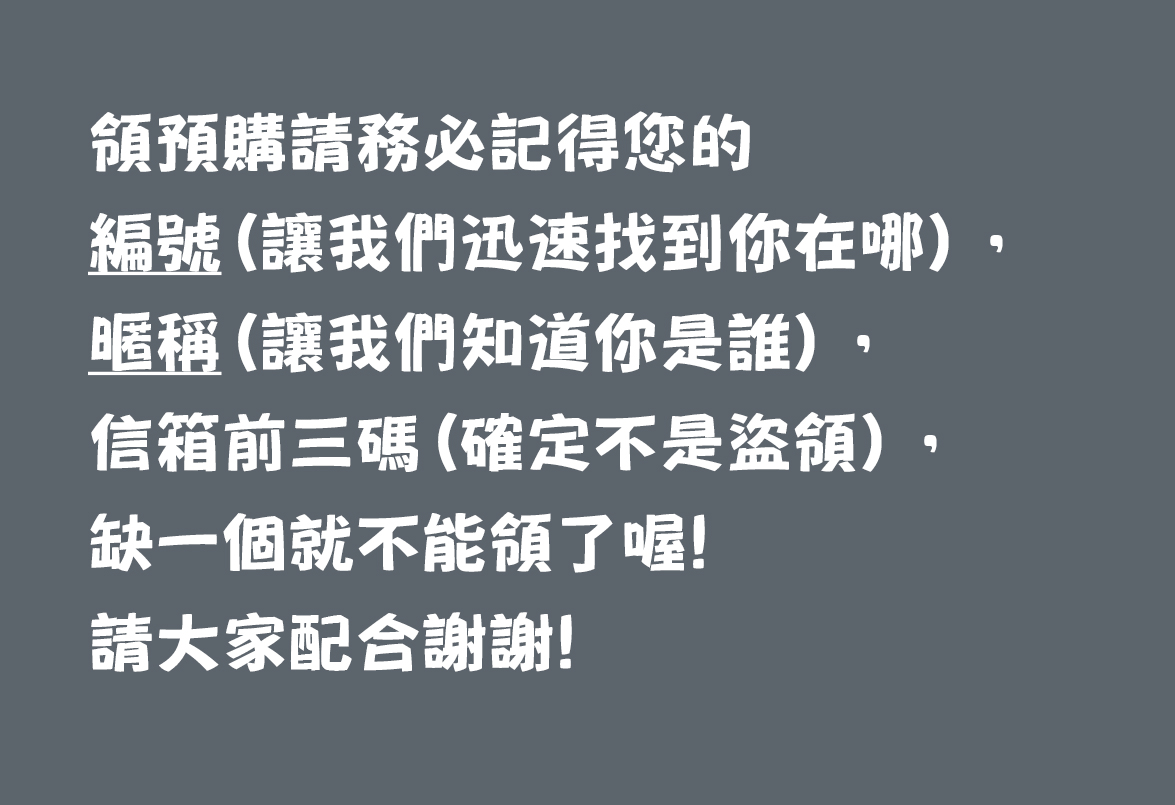 領預購請務必記得您的
編號(讓我們迅速找到你在哪)，
暱稱(讓我們知道你是誰)，
信箱前三碼(確定不是盜領)，
缺一個就不能領了喔!
請大家配合謝謝!